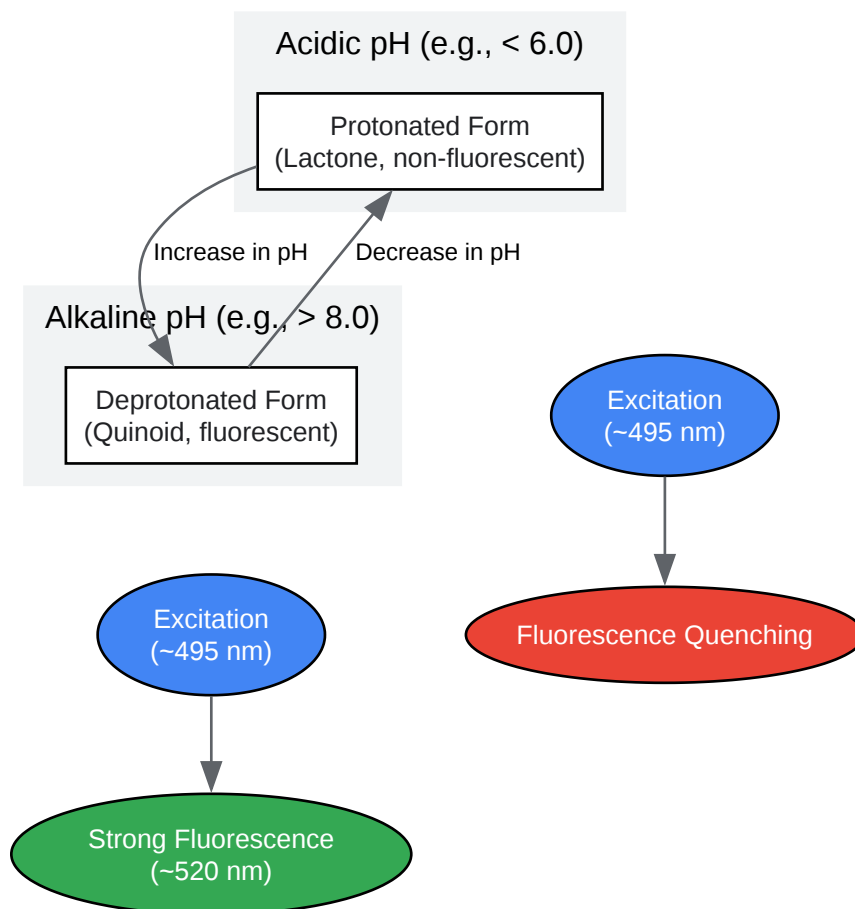 Acidic pH (e.g., < 6.0)
Protonated Form
(Lactone, non-fluorescent)
Increase in pH
Decrease in pH
Alkaline pH (e.g., > 8.0)
Deprotonated Form
(Quinoid, fluorescent)
Excitation
(~495 nm)
Fluorescence Quenching
Excitation
(~495 nm)
Strong Fluorescence
(~520 nm)